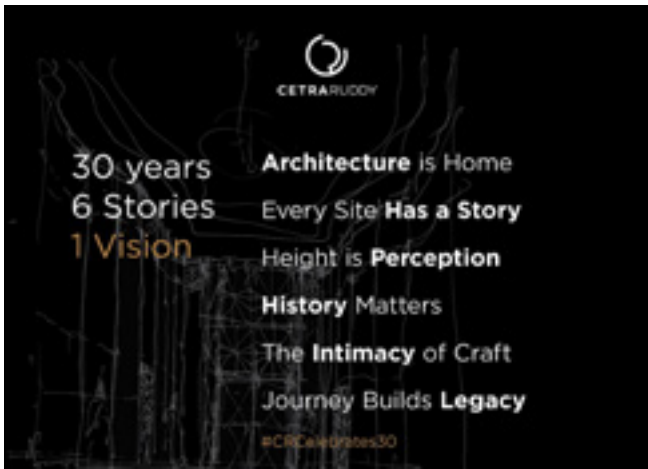 CETRARUDDY
30 years
6 Stories
1 Vision
Architecture is Home
Every Site Has a Story
Height is Perception
History Matters
The Intimacy of Craft
Journey Builds Legacy
#CRCelebrates30